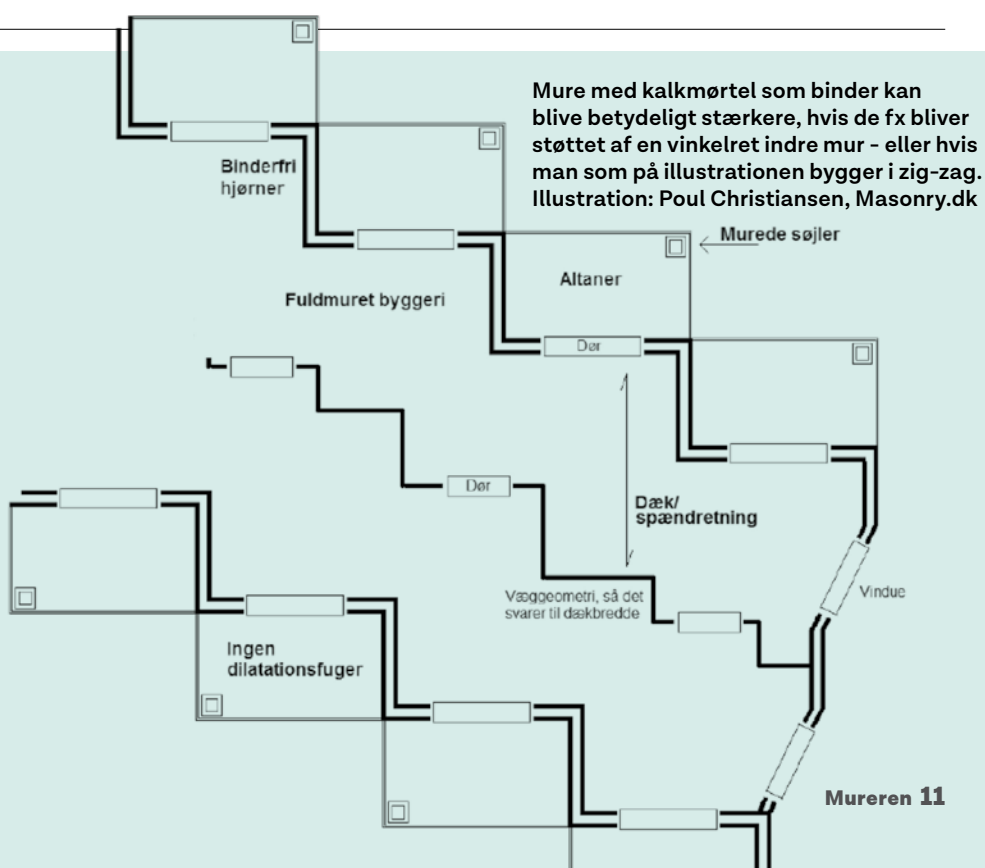 Mure med kalkmørtel som binder kan
blive betydeligt stærkere, hvis de fx bliver
støttet af en vinkelret indre mur - eller hvis
man som på illustrationen bygger i zig-zag.
Illustration: Poul Christiansen, Masonry.dk
Binderfri
hjørner
Murede søjler
Altaner
Fuldmuret byggeri
Dør
Dør
Dæk/
spændretning
Væggeometri, så det
svarer til dækbredde
Vindue
Ingen
dilatationsfuger
Mureren 11